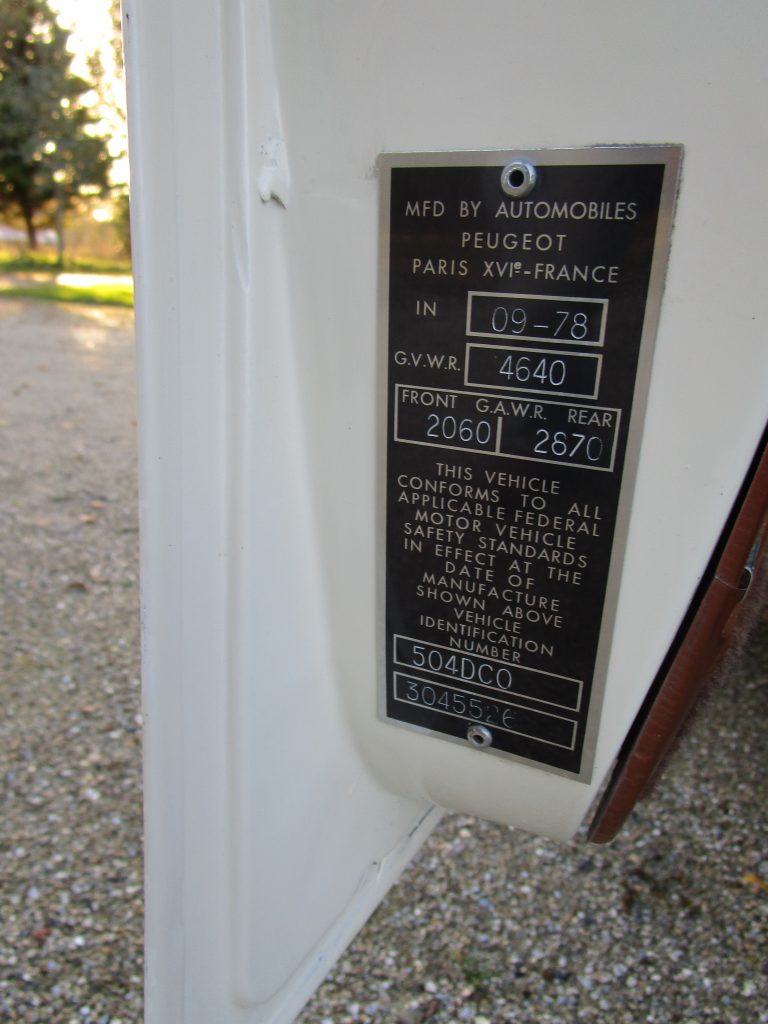 MFD BY AUTOMOBILES
PEUGEOT
PARIS XVIe-FRANCE
IN 09-78
G.V.W.R. 4640
FRONT G.A.W.R. REAR
2060 2870
THIS VEHICLE
CONFORMS TO ALL
APPLICABLE FEDERAL
MOTOR VEHICLE
SAFETY STANDARDS
IN EFFECT AT THE
DATE OF
MANUFACTURE
SHOWN ABOVE
VEHICLE
IDENTIFICATION
NUMBER
504DC0
3045526